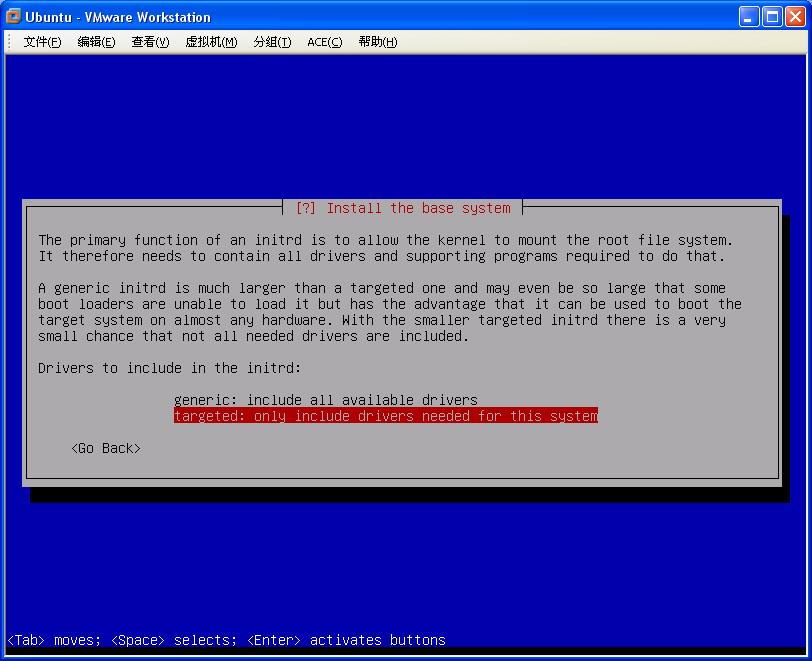 Ubuntu - VMware Workstation
文件(F) 编辑(E) 查看(V) 虚拟机(M) 分组(T) ACE(C) 帮助(H)
[?] Install the base system
The primary function of an initrd is to allow the kernel to mount the root file system.
It therefore needs to contain all drivers and supporting programs required to do that.
A generic initrd is much larger than a targeted one and may even be so large that some
boot loaders are unable to load it but has the advantage that it can be used to boot the
target system on almost any hardware. With the smaller targeted initrd there is a very
small chance that not all needed drivers are included.
Drivers to include in the initrd:
generic: include all available drivers
targeted: only include drivers needed for this system
<Go Back>
<Tab> moves; <Space> selects; <Enter> activates buttons